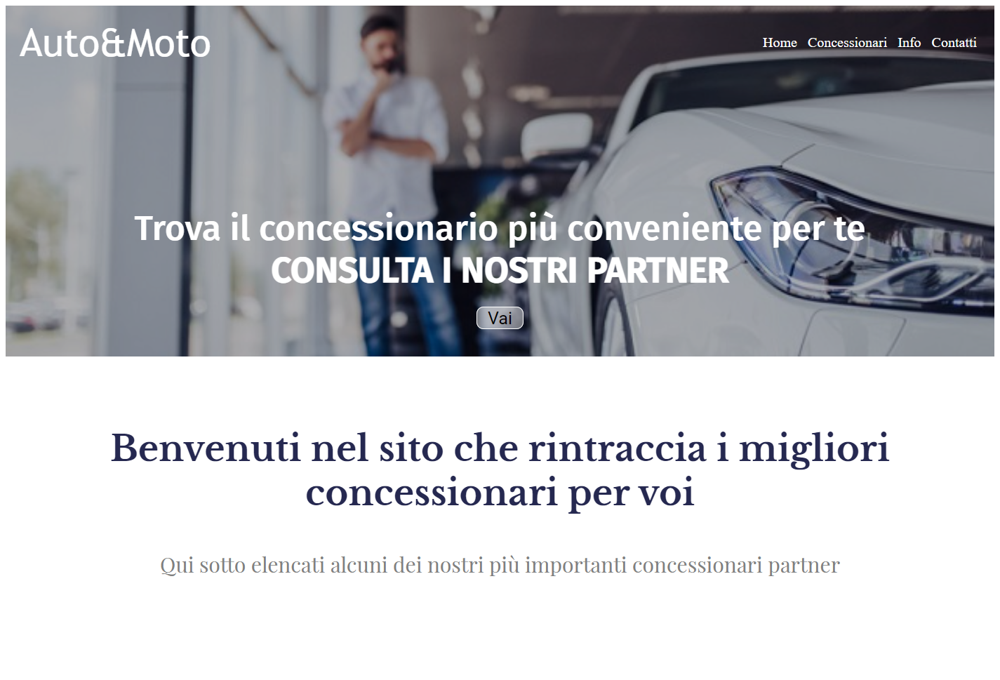 Auto&Moto
Home Concessionari Info Contatti
Trova il concessionario più conveniente per te
CONSULTA I NOSTRI PARTNER
Vai
Benvenuti nel sito che rintraccia i migliori
concessionari per voi
Qui sotto elencati alcuni dei nostri più importanti concessionari partner